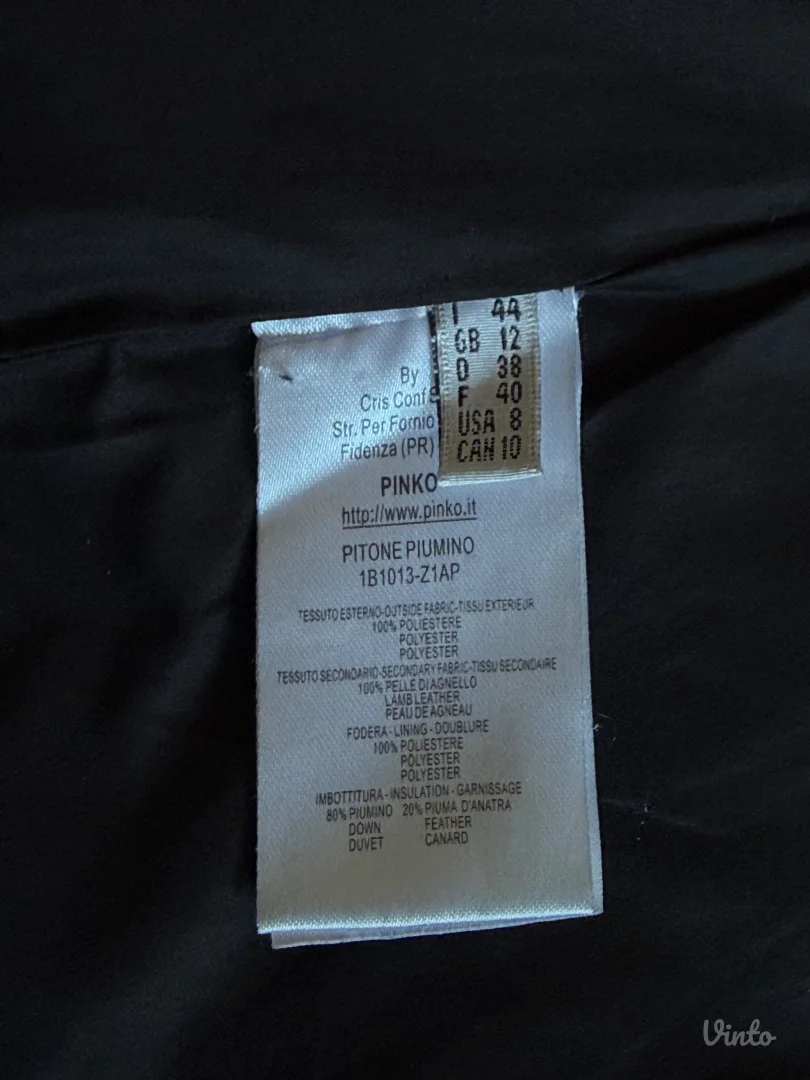 I 44
GB 12
D 38
F 40
USA 8
CAN 10
By
Cris Conf
Str. Per Fornio
Fidenza (PR)
PINKO
http://www.pinko.it
PITONE PIUMINO
1B1013-Z1AP
TESSUTO ESTERNO-OUTSIDE FABRIC-TISSU EXTERIEUR
100% POLIESTERE
POLYESTER
POLYESTER
TESSUTO SECONDARIO-SECONDARY FABRIC-TISSU SECONDAIRE
100% PELLE DI AGNELLO
LAMB LEATHER
PEAU DE AGNEAU
FODERA - LINING - DOUBLURE
100% POLIESTERE
POLYESTER
POLYESTER
IMBOTTITURA - INSULATION - GARNISSAGE
80% PIUMINO 20% PIUMA D'ANATRA
DOWN FEATHER
DUVET CANARD
Vinto